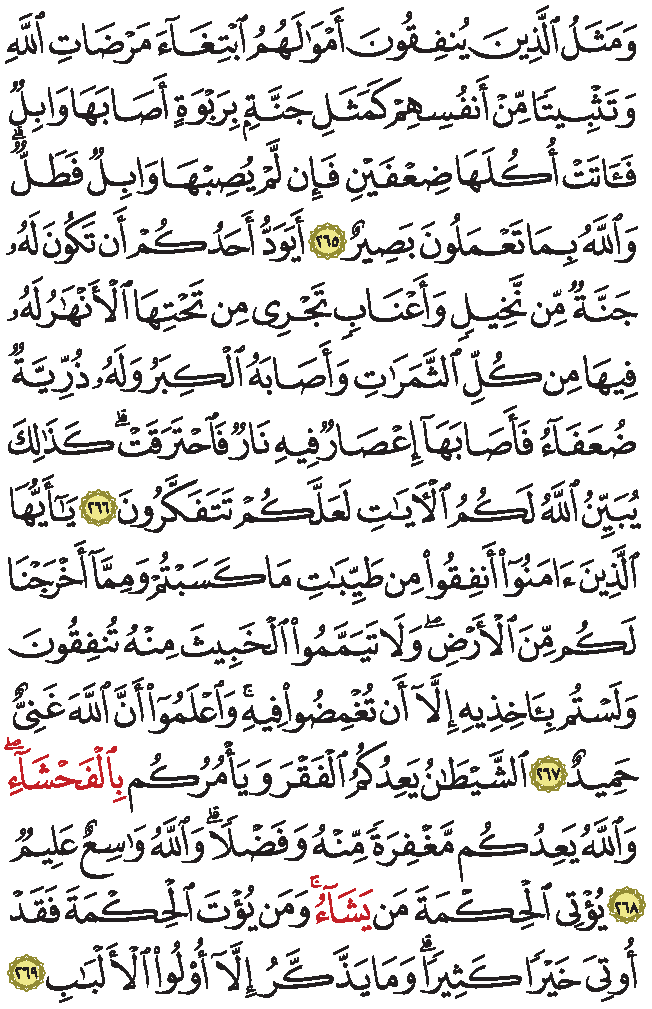 وَمَثَلُ ٱلَّذِينَ يُنفِقُونَ أَمۡوَٰلَهُمُ ٱبۡتِغَآءَ مَرۡضَاتِ ٱللَّهِ
وَتَثۡبِيتٗا مِّنۡ أَنفُسِهِمۡ كَمَثَلِ جَنَّةِۭ بِرَبۡوَةٍ أَصَابَهَا وَابِلٞ
فَـَٔاتَتۡ أُكُلَهَا ضِعۡفَيۡنِ فَإِن لَّمۡ يُصِبۡهَا وَابِلٞ فَطَلّٞۗ
وَٱللَّهُ بِمَا تَعۡمَلُونَ بَصِيرٌ ٢٦٥ أَيَوَدُّ أَحَدُكُمۡ أَن تَكُونَ لَهُۥ
جَنَّةٞ مِّن نَّخِيلٖ وَأَعۡنَابٖ تَجۡرِي مِن تَحۡتِهَا ٱلۡأَنۡهَٰرُ لَهُۥ
فِيهَا مِن كُلِّ ٱلثَّمَرَٰتِ وَأَصَابَهُ ٱلۡكِبَرُ وَلَهُۥ ذُرِّيَّةٞ
ضُعَفَآءُ فَأَصَابَهَآ إِعۡصَارٞ فِيهِ نَارٞ فَٱحۡتَرَقَتۡۗ كَذَٰلِكَ
يُبَيِّنُ ٱللَّهُ لَكُمُ ٱلۡأٓيَٰتِ لَعَلَّكُمۡ تَتَفَكَّرُونَ ٢٦٦ يَٰٓأَيُّهَا
ٱلَّذِينَ ءَامَنُوٓاْ أَنفِقُواْ مِن طَيِّبَٰتِ مَا كَسَبۡتُمۡ وَمِمَّآ أَخۡرَجۡنَا
لَكُم مِّنَ ٱلۡأَرۡضِۖ وَلَا تَيَمَّمُواْ ٱلۡخَبِيثَ مِنۡهُ تُنفِقُونَ
وَلَسۡتُم بِـَٔاخِذِيهِ إِلَّآ أَن تُغۡمِضُواْ فِيهِۚ وَٱعۡلَمُوٓاْ أَنَّ ٱللَّهَ غَنِيٌّ
حَمِيدٌ ٢٦٧ ٱلشَّيۡطَٰنُ يَعِدُكُمُ ٱلۡفَقۡرَ وَيَأۡمُرُكُم بِٱلۡفَحۡشَآءِۖ
وَٱللَّهُ يَعِدُكُم مَّغۡفِرَةٗ مِّنۡهُ وَفَضۡلٗاۗ وَٱللَّهُ وَٰسِعٌ عَلِيمٞ
٢٦٨ يُؤۡتِي ٱلۡحِكۡمَةَ مَن يَشَآءُۚ وَمَن يُؤۡتَ ٱلۡحِكۡمَةَ فَقَدۡ
أُوتِيَ خَيۡرٗا كَثِيرٗاۗ وَمَا يَذَّكَّرُ إِلَّآ أُوْلُواْ ٱلۡأَلۡبَٰبِ ٢٦٩